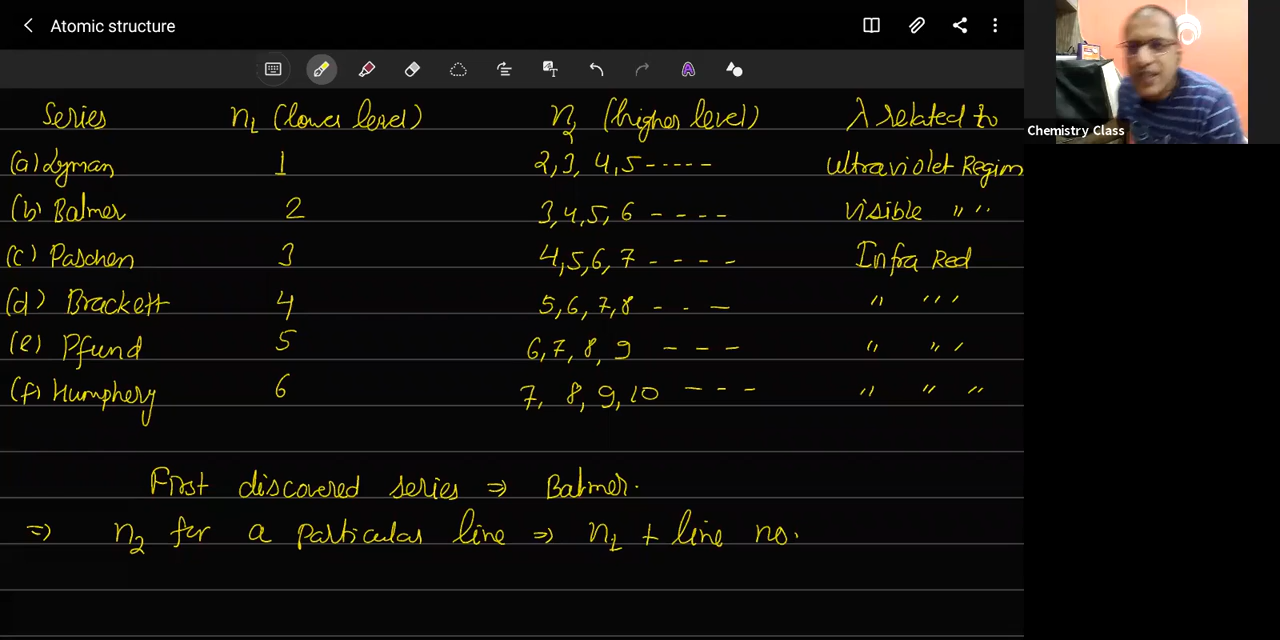 Atomic structure
Series n1 (lower level) n2 (higher level) λ related to
(a) Lyman 1 2,3, 4,5 ----- ultraviolet Region
(b) Balmer 2 3,4,5, 6 ---- visible " "
(c) Paschen 3 4,5,6, 7 ---- Infra Red
(d) Brackett 4 5,6, 7,8 --- " "
(e) Pfund 5 6,7, 8, 9 --- " "
(f) Humphery 6 7, 8, 9,10 --- " " "
First discovered series ⇒ Balmer.
⇒ n2 for a particular line ⇒ n1 + line no.
Chemistry Class